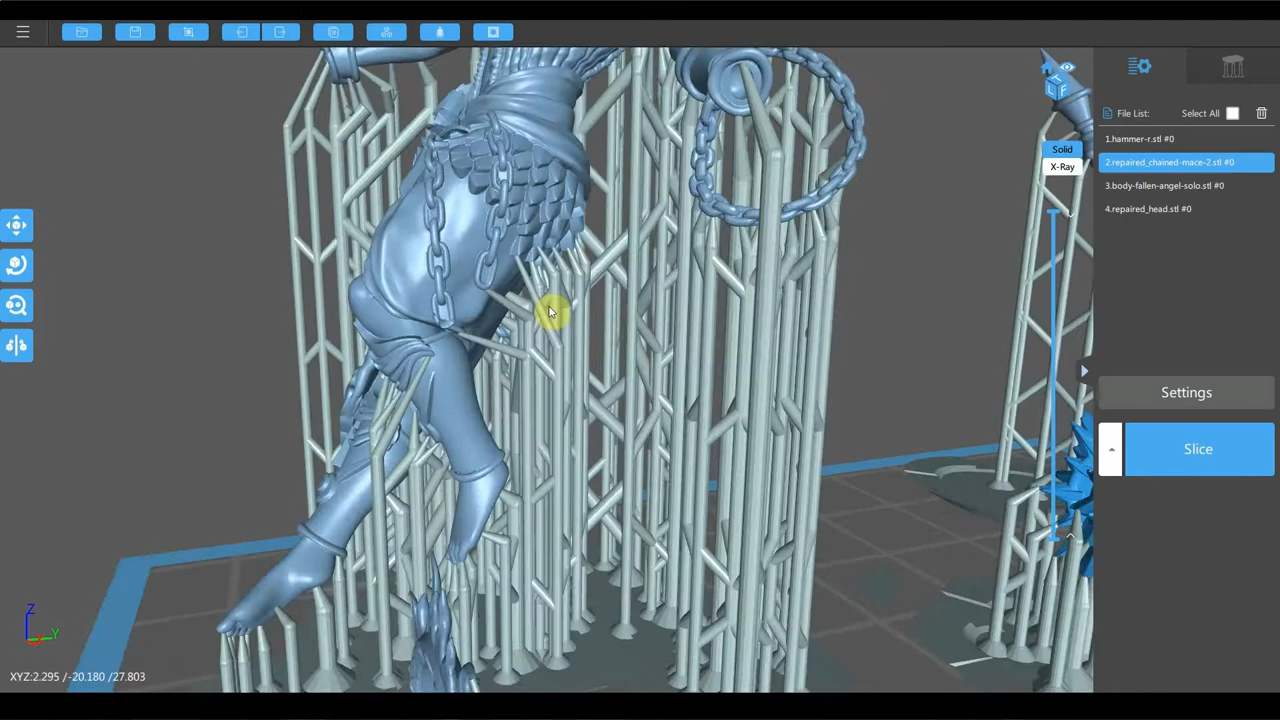 File List:
Select All
1.hammer-r.stl #0
Solid
2.repaired_chained-mace-2.stl #0
X-Ray
3.body-fallen-angel-solo.stl #0
4.repaired_head.stl #0
Settings
Slice
Z
Y
X
XYZ:2.295 /-20.180 /27.803
T
L F